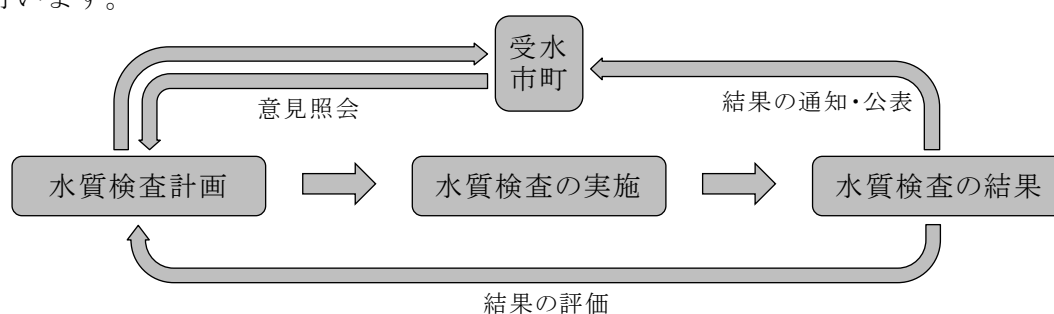 います。
受水
市町
意見照会
結果の通知・公表
水質検査計画
水質検査の実施
水質検査の結果
結果の評価